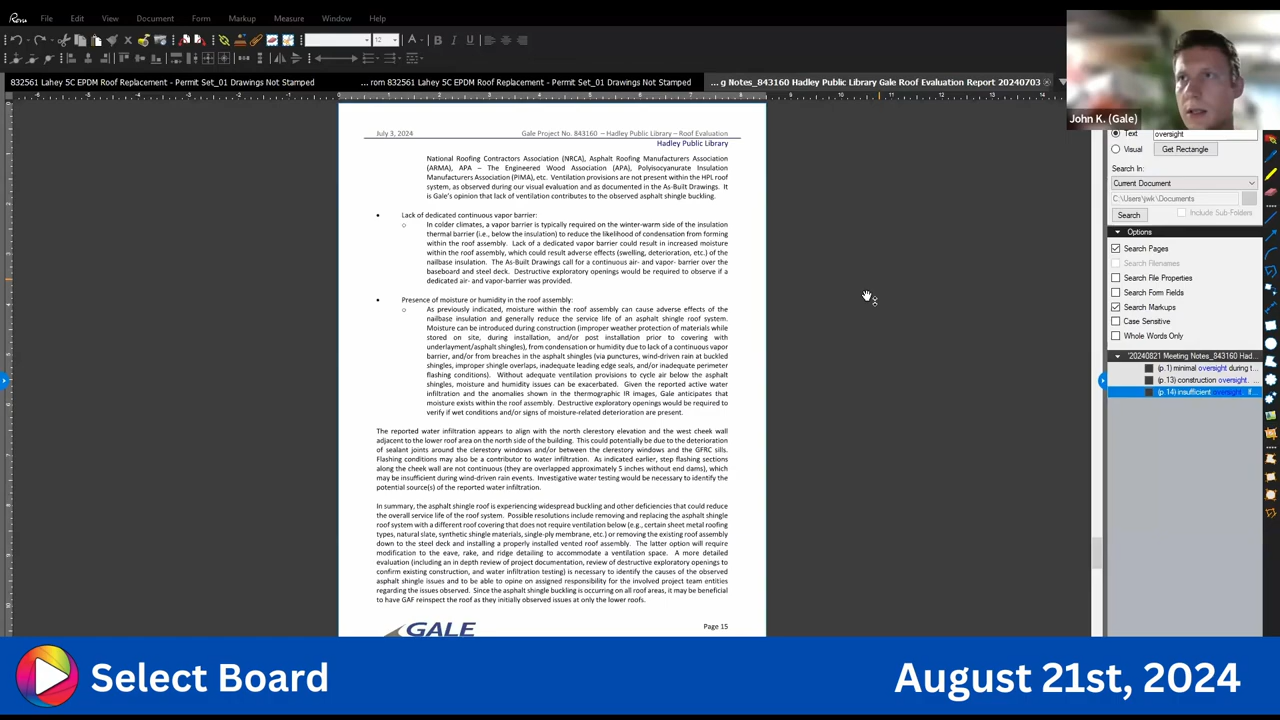 Revu File Edit View Document Form Markup Measure Window Help
12
832561 Lahey 5C EPDM Roof Replacement - Permit Set_01 Drawings Not Stamped
... rom 832561 Lahey 5C EPDM Roof Replacement - Permit Set_01 Drawings Not Stamped
... g Notes_843160 Hadley Public Library Gale Roof Evaluation Report 20240703
John K. (Gale)
July 3, 2024
Gale Project No. 843160 – Hadley Public Library – Roof Evaluation
Hadley Public Library
National Roofing Contractors Association (NRCA), Asphalt Roofing Manufacturers Association
(ARMA), APA – The Engineered Wood Association (APA), Polyisocyanurate Insulation
Manufacturers Association (PIMA), etc. Ventilation provisions are not present within the HPL roof
system, as observed during our visual evaluation and as documented in the As-Built Drawings. It
is Gale's opinion that lack of ventilation contributes to the observed asphalt shingle buckling.
• Lack of dedicated continuous vapor barrier:
o In colder climates, a vapor barrier is typically required on the winter-warm side of the insulation
thermal barrier (i.e., below the insulation) to reduce the likelihood of condensation from forming
within the roof assembly. Lack of a dedicated vapor barrier could result in increased moisture
within the roof assembly, which could result adverse effects (swelling, deterioration, etc.) of the
nailbase insulation. The As-Built Drawings call for a continuous air- and vapor- barrier over the
baseboard and steel deck. Destructive exploratory openings would be required to observe if a
dedicated air- and vapor-barrier was provided.
• Presence of moisture or humidity in the roof assembly:
o As previously indicated, moisture within the roof assembly can cause adverse effects of the
nailbase insulation and generally reduce the service life of an asphalt shingle roof system.
Moisture can be introduced during construction (improper weather protection of materials while
stored on site, during installation, and/or post installation prior to covering with
underlayment/asphalt shingles), from condensation or humidity due to lack of a continuous vapor
barrier, and/or from breaches in the asphalt shingles (via punctures, wind-driven rain at buckled
shingles, improper shingle overlaps, inadequate leading edge seals, and/or inadequate perimeter
flashing conditions). Without adequate ventilation provisions to cycle air below the asphalt
shingles, moisture and humidity issues can be exacerbated. Given the reported active water
infiltration and the anomalies shown in the thermographic IR images, Gale anticipates that
moisture exists within the roof assembly. Destructive exploratory openings would be required to
verify if wet conditions and/or signs of moisture-related deterioration are present.
The reported water infiltration appears to align with the north clerestory elevation and the west cheek wall
adjacent to the lower roof area on the north side of the building. This could potentially be due to the deterioration
of sealant joints around the clerestory windows and/or between the clerestory windows and the GFRC sills.
Flashing conditions may also be a contributor to water infiltration. As indicated earlier, step flashing sections
along the cheek wall are not continuous (they are overlapped approximately 5 inches without end dams), which
may be insufficient during wind-driven rain events. Investigative water testing would be necessary to identify the
potential source(s) of the reported water infiltration.
In summary, the asphalt shingle roof is experiencing widespread buckling and other deficiencies that could reduce
the overall service life of the roof system. Possible resolutions include removing and replacing the asphalt shingle
roof system with a different roof covering that does not require ventilation below (e.g., certain sheet metal roofing
types, natural slate, synthetic shingle materials, single-ply membrane, etc.) or removing the existing roof assembly
down to the steel deck and installing a properly installed vented roof assembly. The latter option will require
modification to the eave, rake, and ridge detailing to accommodate a ventilation space. A more detailed
evaluation (including an in depth review of project documentation, review of destructive exploratory openings to
confirm existing construction, and water infiltration testing) is necessary to identify the causes of the observed
asphalt shingle issues and to be able to opine on assigned responsibility for the involved project team entities
regarding the issues observed. Since the asphalt shingle buckling is occurring on all roof areas, it may be beneficial
to have GAF reinspect the roof as they initially observed issues at only the lower roofs.
GALE
Page 15
Text oversight
Visual Get Rectangle
Search In:
Current Document
C:\Users\jwk\Documents
Search Include Sub-Folders
Options
Search Pages
Search Filenames
Search File Properties
Search Form Fields
Search Markups
Case Sensitive
Whole Words Only
'20240821 Meeting Notes_843160 Had...
(p.1) minimal oversight during t...
(p.13) construction oversight. ...
(p.14) insufficient oversight. If...
Select Board
August 21st, 2024